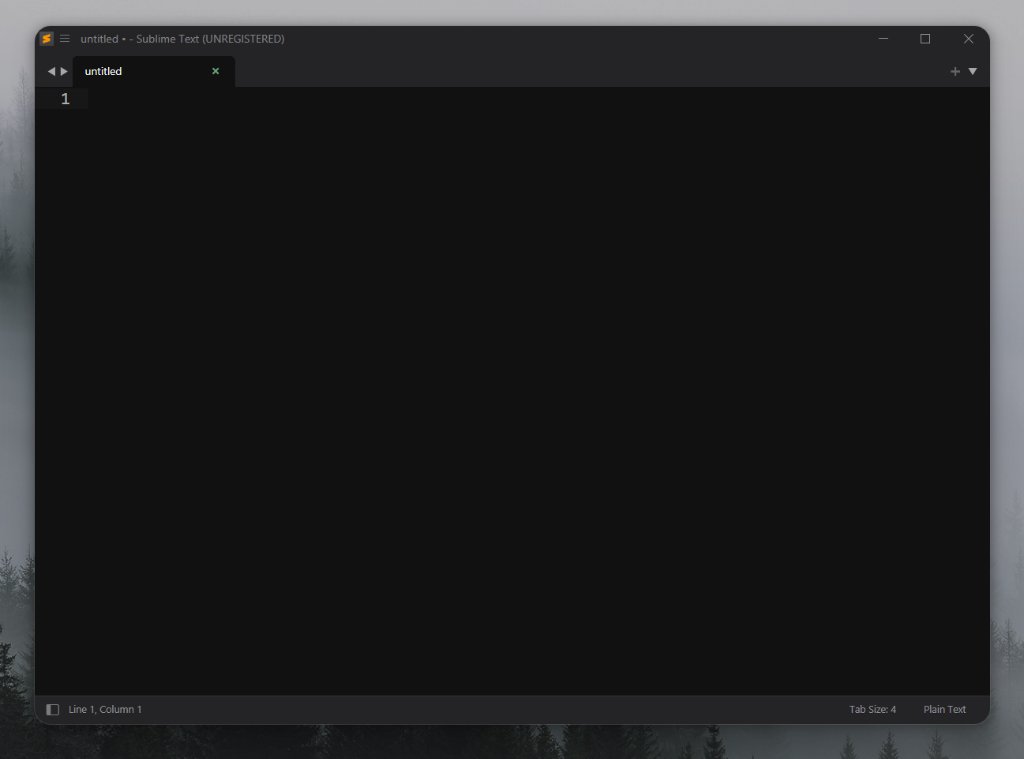 untitled • - Sublime Text (UNREGISTERED)
untitled
1
Line 1, Column 1
Tab Size: 4
Plain Text